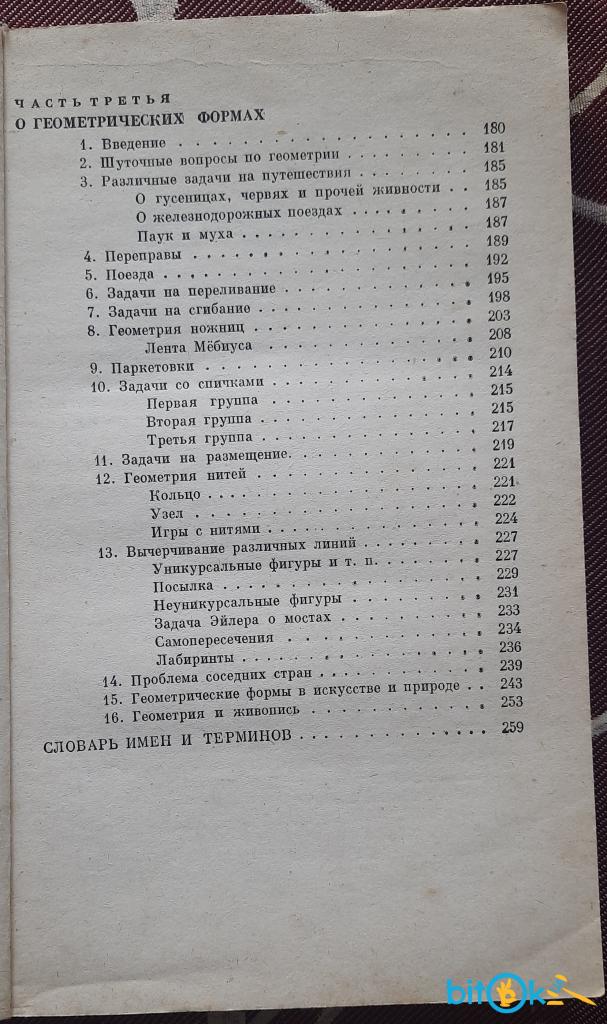 ЧАСТЬ ТРЕТЬЯ
О ГЕОМЕТРИЧЕСКИХ ФОРМАХ
1. Введение . . . . . . . . . . . . . . . . 180
2. Шуточные вопросы по геометрии . . . . . . . 181
3. Различные задачи на путешествия . . . . . . . 185
О гусеницах, червях и прочей живности . . 185
О железнодорожных поездах . . . . . . . . 187
Паук и муха . . . . . . . . . . . . . . 187
4. Переправы . . . . . . . . . . . . . . . . 189
5. Поезда . . . . . . . . . . . . . . . . . . 192
6. Задачи на переливание . . . . . . . . . . . 195
7. Задачи на сгибание . . . . . . . . . . . . . 198
8. Геометрия ножниц . . . . . . . . . . . . . 203
Лента Мёбиуса . . . . . . . . . . . . . 208
9. Паркетовки . . . . . . . . . . . . . . . . 210
10. Задачи со спичками . . . . . . . . . . . . . 214
Первая группа . . . . . . . . . . . . . 215
Вторая группа . . . . . . . . . . . . . 215
Третья группа . . . . . . . . . . . . . 217
11. Задачи на размещение. . . . . . . . . . . . 219
12. Геометрия нитей . . . . . . . . . . . . . . 221
Кольцо . . . . . . . . . . . . . . . . 221
Узел . . . . . . . . . . . . . . . . . 222
Игры с нитями . . . . . . . . . . . . . 224
13. Вычерчивание различных линий . . . . . . . 227
Уникурсальные фигуры и т. п. . . . . . . . 227
Посылка . . . . . . . . . . . . . . . . 229
Неуникурсальные фигуры . . . . . . . . . 231
Задача Эйлера о мостах . . . . . . . . . . 233
Самопересечения . . . . . . . . . . . . 234
Лабиринты . . . . . . . . . . . . . . . 236
14. Проблема соседних стран . . . . . . . . . . 239
15. Геометрические формы в искусстве и природе . . 243
16. Геометрия и живопись . . . . . . . . . . . 253
СЛОВАРЬ ИМЕН И ТЕРМИНОВ . . . . . . . . . . . . 259
bitOk